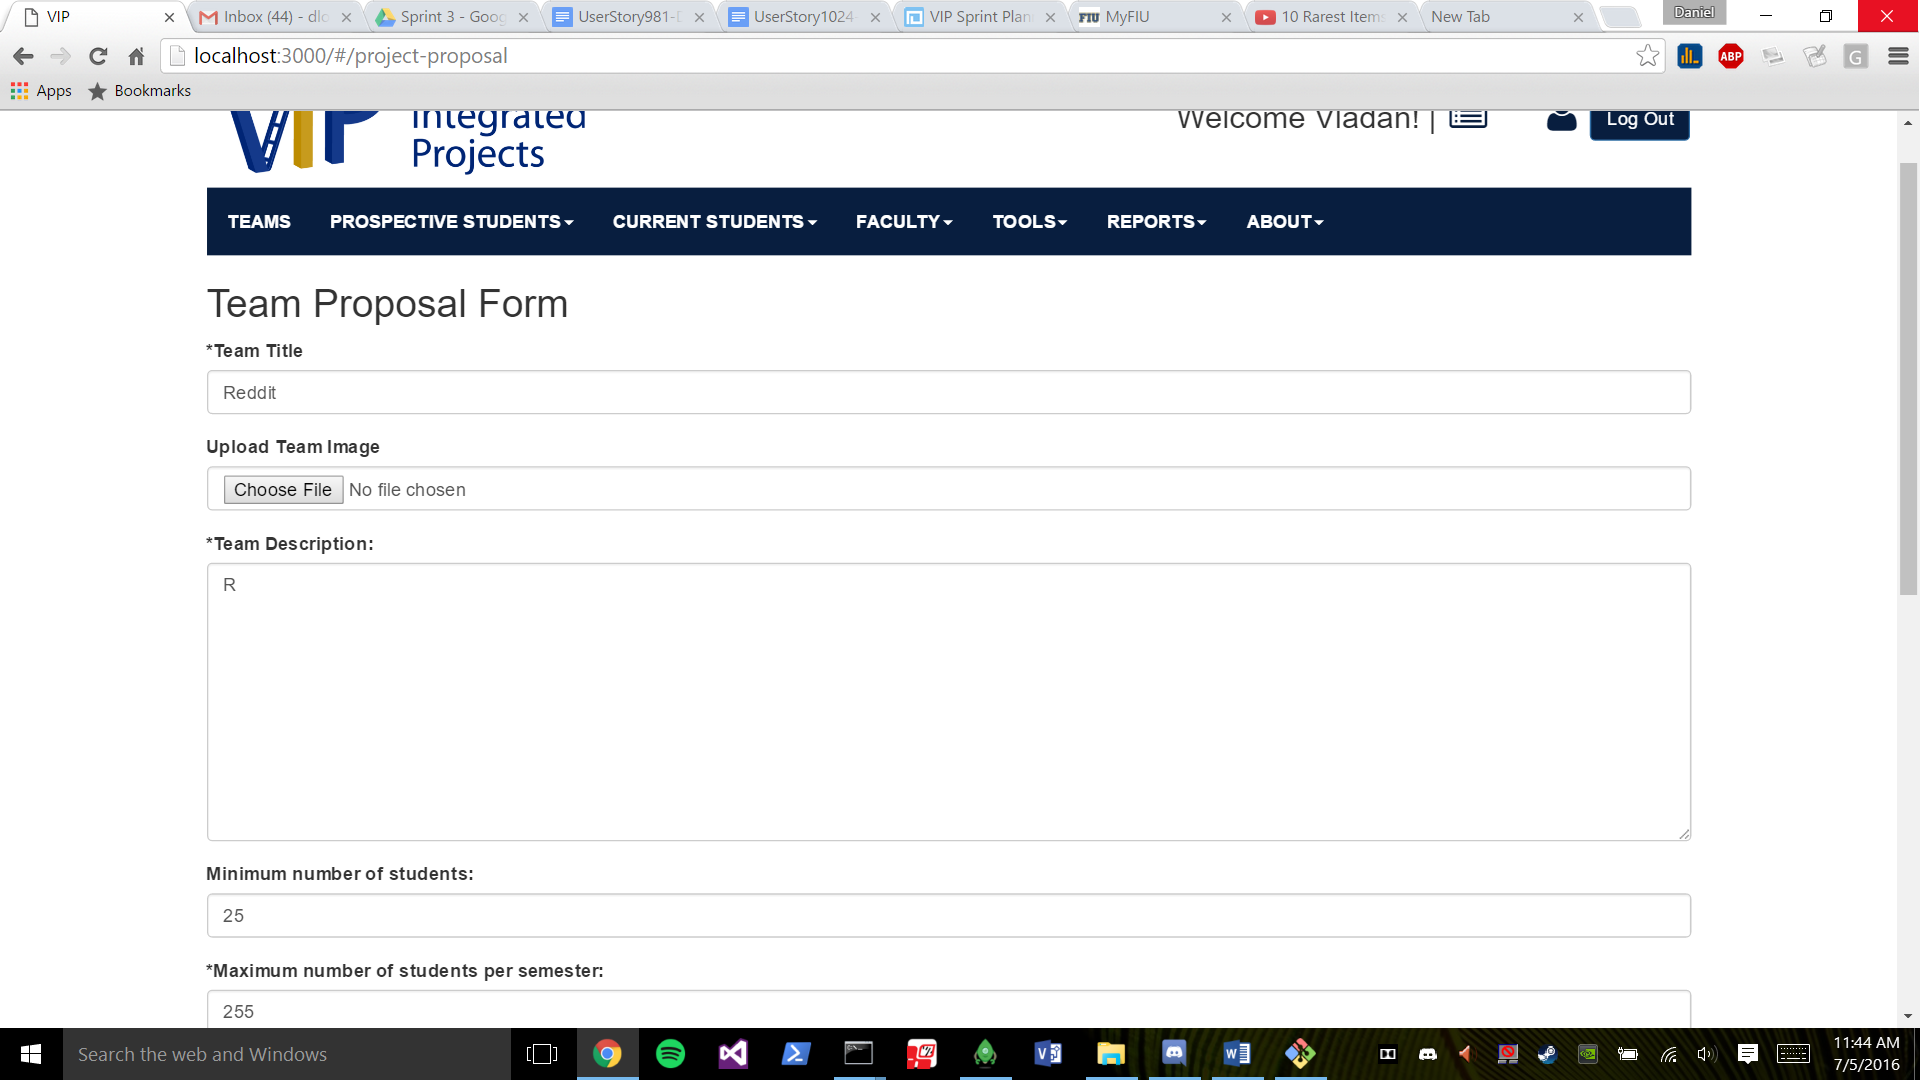 VIP
Inbox (44) - dlo
Sprint 3 - Goog
UserStory981-D
UserStory1024-
VIP Sprint Plan
FIU MyFIU
10 Rarest Items
New Tab
Daniel
localhost:3000/#/project-proposal
ABP
G
Apps
Bookmarks
VIP
Integrated
Projects
Welcome Vladan! |
Log Out
TEAMS PROSPECTIVE STUDENTS CURRENT STUDENTS FACULTY TOOLS REPORTS ABOUT
Team Proposal Form
*Team Title
Reddit
Upload Team Image
Choose File No file chosen
*Team Description:
R
Minimum number of students:
25
*Maximum number of students per semester:
255
Search the web and Windows
11:44 AM
7/5/2016